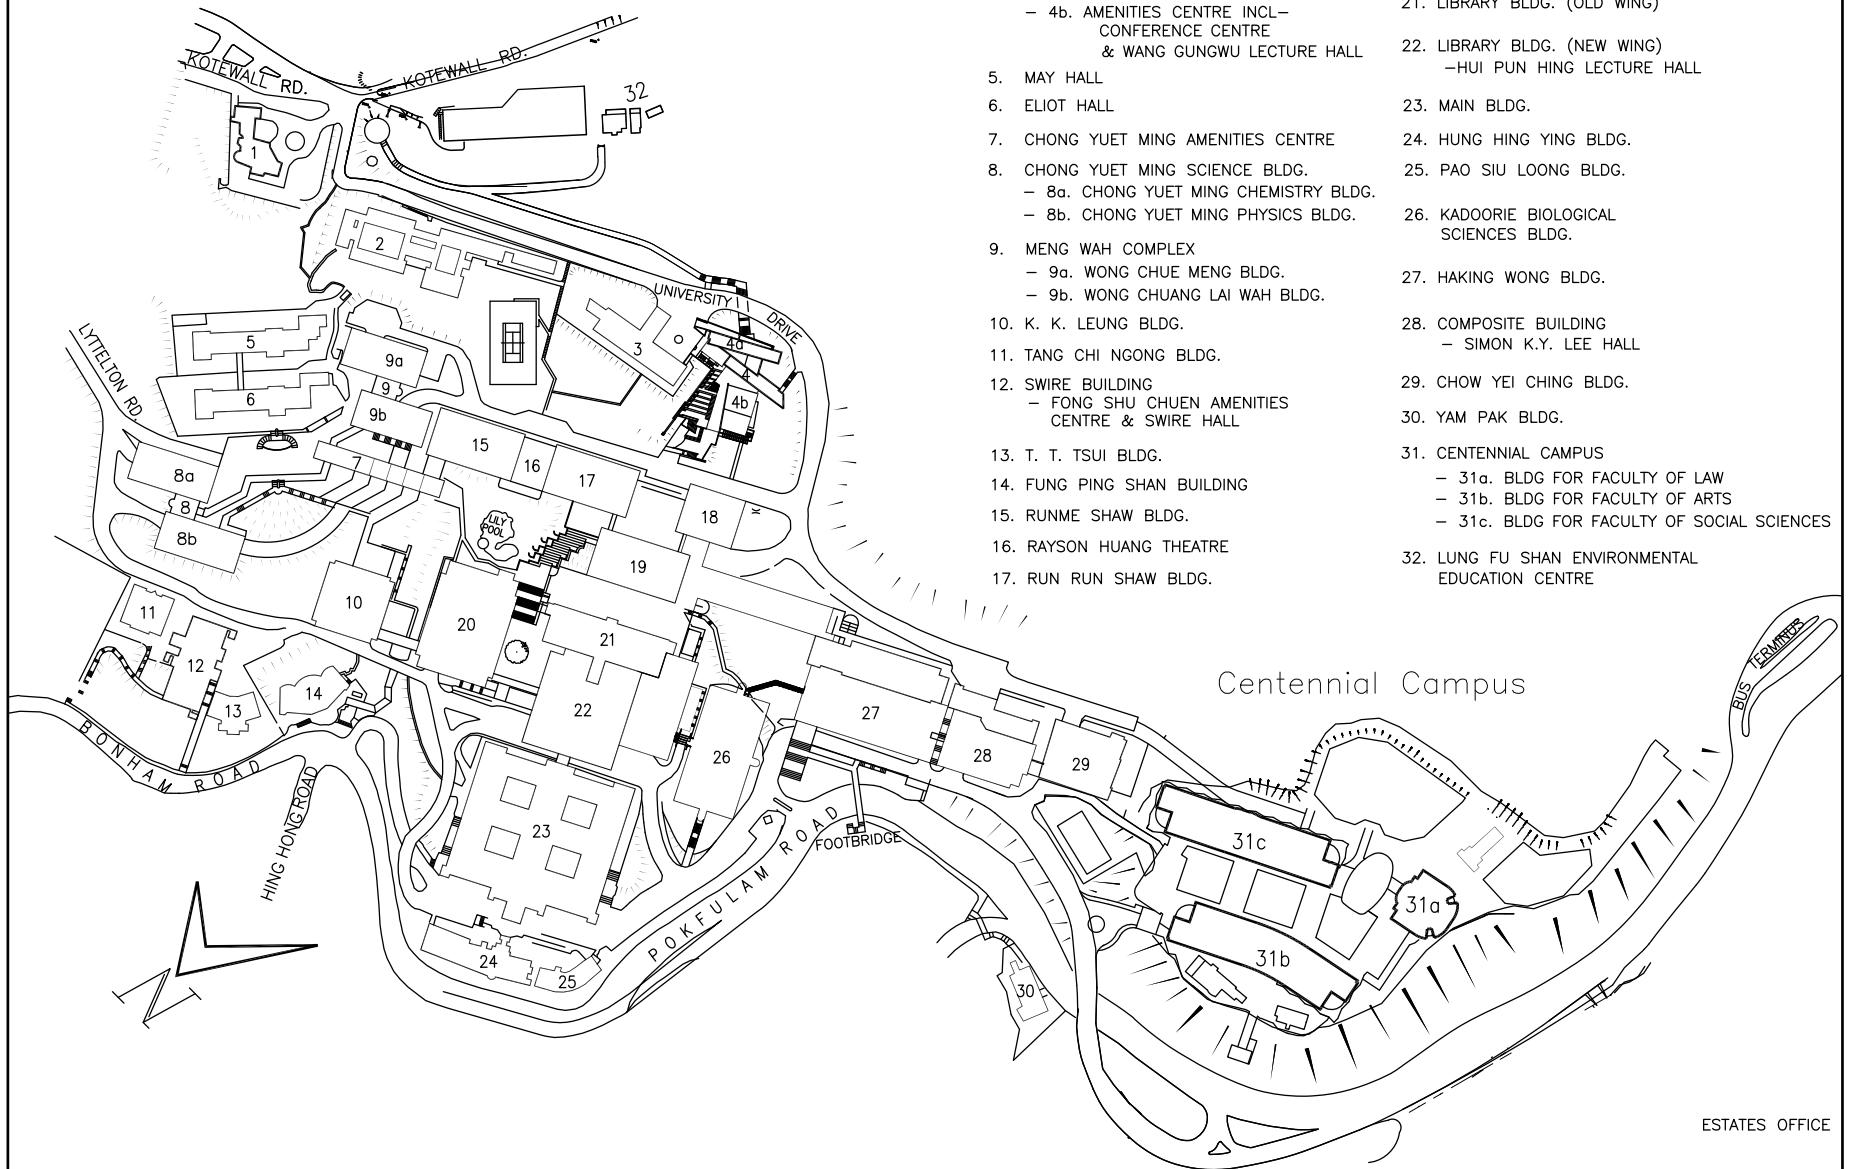 – 4b. AMENITIES CENTRE INCL–
CONFERENCE CENTRE
& WANG GUNGWU LECTURE HALL
5. MAY HALL
6. ELIOT HALL
7. CHONG YUET MING AMENITIES CENTRE
8. CHONG YUET MING SCIENCE BLDG.
– 8a. CHONG YUET MING CHEMISTRY BLDG.
– 8b. CHONG YUET MING PHYSICS BLDG.
9. MENG WAH COMPLEX
– 9a. WONG CHUE MENG BLDG.
– 9b. WONG CHUANG LAI WAH BLDG.
10. K. K. LEUNG BLDG.
11. TANG CHI NGONG BLDG.
12. SWIRE BUILDING
– FONG SHU CHUEN AMENITIES
CENTRE & SWIRE HALL
13. T. T. TSUI BLDG.
14. FUNG PING SHAN BUILDING
15. RUNME SHAW BLDG.
16. RAYSON HUANG THEATRE
17. RUN RUN SHAW BLDG.
21. LIBRARY BLDG. (OLD WING)
22. LIBRARY BLDG. (NEW WING)
–HUI PUN HING LECTURE HALL
23. MAIN BLDG.
24. HUNG HING YING BLDG.
25. PAO SIU LOONG BLDG.
26. KADOORIE BIOLOGICAL
SCIENCES BLDG.
27. HAKING WONG BLDG.
28. COMPOSITE BUILDING
– SIMON K.Y. LEE HALL
29. CHOW YEI CHING BLDG.
30. YAM PAK BLDG.
31. CENTENNIAL CAMPUS
– 31a. BLDG FOR FACULTY OF LAW
– 31b. BLDG FOR FACULTY OF ARTS
– 31c. BLDG FOR FACULTY OF SOCIAL SCIENCES
32. LUNG FU SHAN ENVIRONMENTAL
EDUCATION CENTRE
KOTEWALL RD.
KOTEWALL RD.
32
1
2
UNIVERSITY DRIVE
3
4a
4
4b
5
6
LYTTELTON RD.
9a
9
9b
7
8a
8
8b
15
16
17
18
LILY
POOL
19
10
11
12
13
14
20
21
22
26
27
28
29
Centennial Campus
BUS TERMINUS
BONHAM ROAD
HING HONG ROAD
23
24
25
POKFULAM ROAD
FOOTBRIDGE
30
31c
31a
31b
N
ESTATES OFFICE